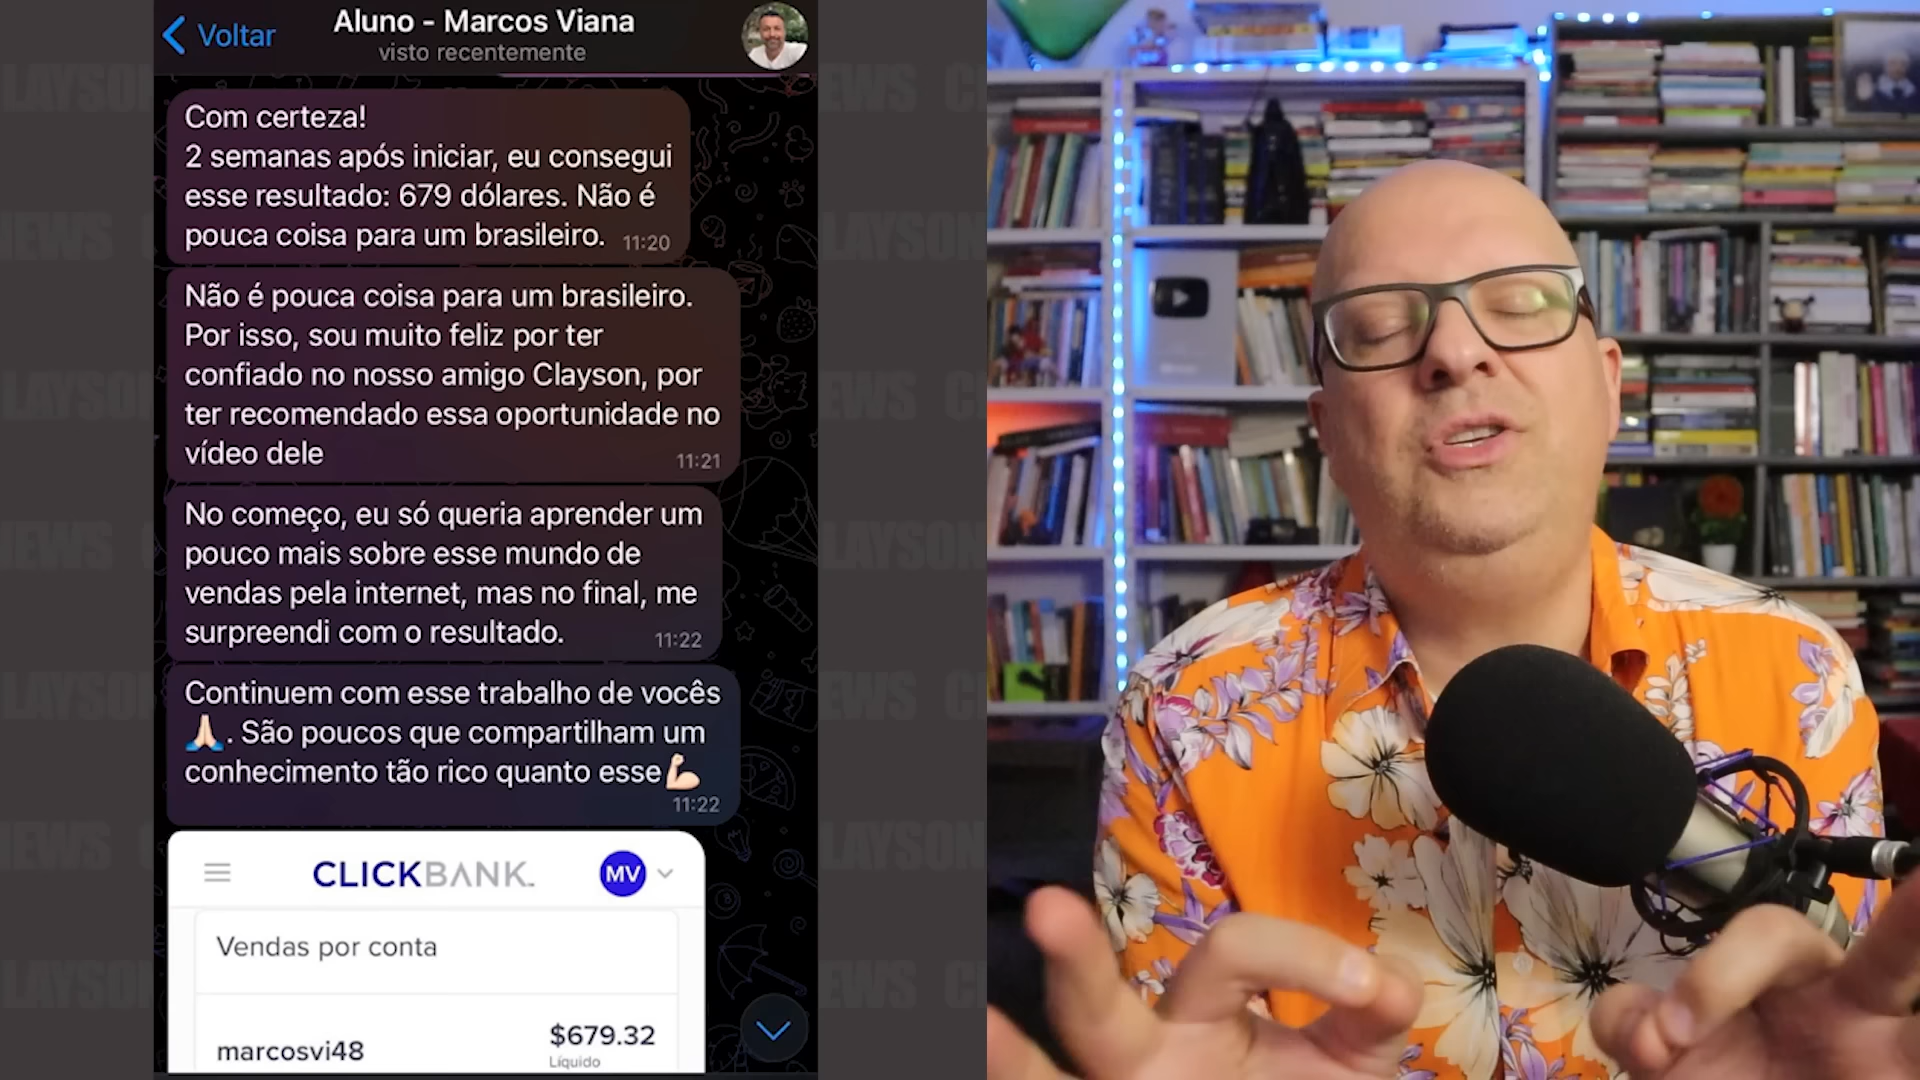 Voltar
Aluno - Marcos Viana
visto recentemente
Com certeza!
2 semanas após iniciar, eu consegui
esse resultado: 679 dólares. Não é
pouca coisa para um brasileiro. 11:20
Não é pouca coisa para um brasileiro.
Por isso, sou muito feliz por ter
confiado no nosso amigo Clayson, por
ter recomendado essa oportunidade no
vídeo dele 11:21
No começo, eu só queria aprender um
pouco mais sobre esse mundo de
vendas pela internet, mas no final, me
surpreendi com o resultado. 11:22
Continuem com esse trabalho de vocês
🙏🏻. São poucos que compartilham um
conhecimento tão rico quanto esse💪🏻
11:22
CLICKBANK
MV
Vendas por conta
marcosvi48 $679.32
Líquido